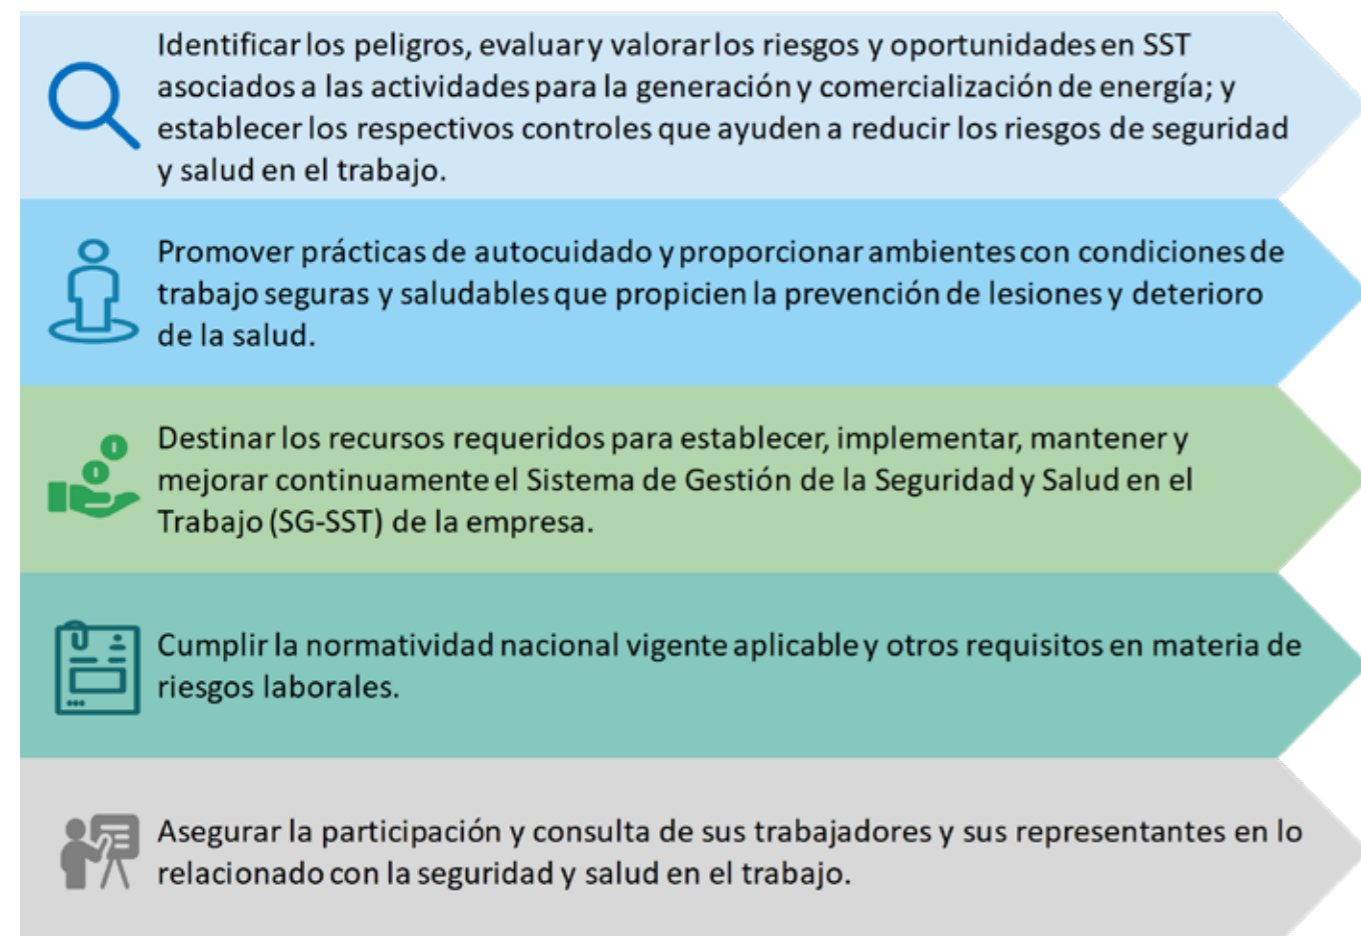 Identificar los peligros, evaluar y valorar los riesgos y oportunidades en SST
asociados a las actividades para la generación y comercialización de energía; y
establecer los respectivos controles que ayuden a reducir los riesgos de seguridad
y salud en el trabajo.
Promover prácticas de autocuidado y proporcionar ambientes con condiciones de
trabajo seguras y saludables que propicien la prevención de lesiones y deterioro
de la salud.
Destinar los recursos requeridos para establecer, implementar, mantener y
mejorar continuamente el Sistema de Gestión de la Seguridad y Salud en el
Trabajo (SG-SST) de la empresa.
Cumplir la normatividad nacional vigente aplicable y otros requisitos en materia de
riesgos laborales.
Asegurar la participación y consulta de sus trabajadores y sus representantes en lo
relacionado con la seguridad y salud en el trabajo.